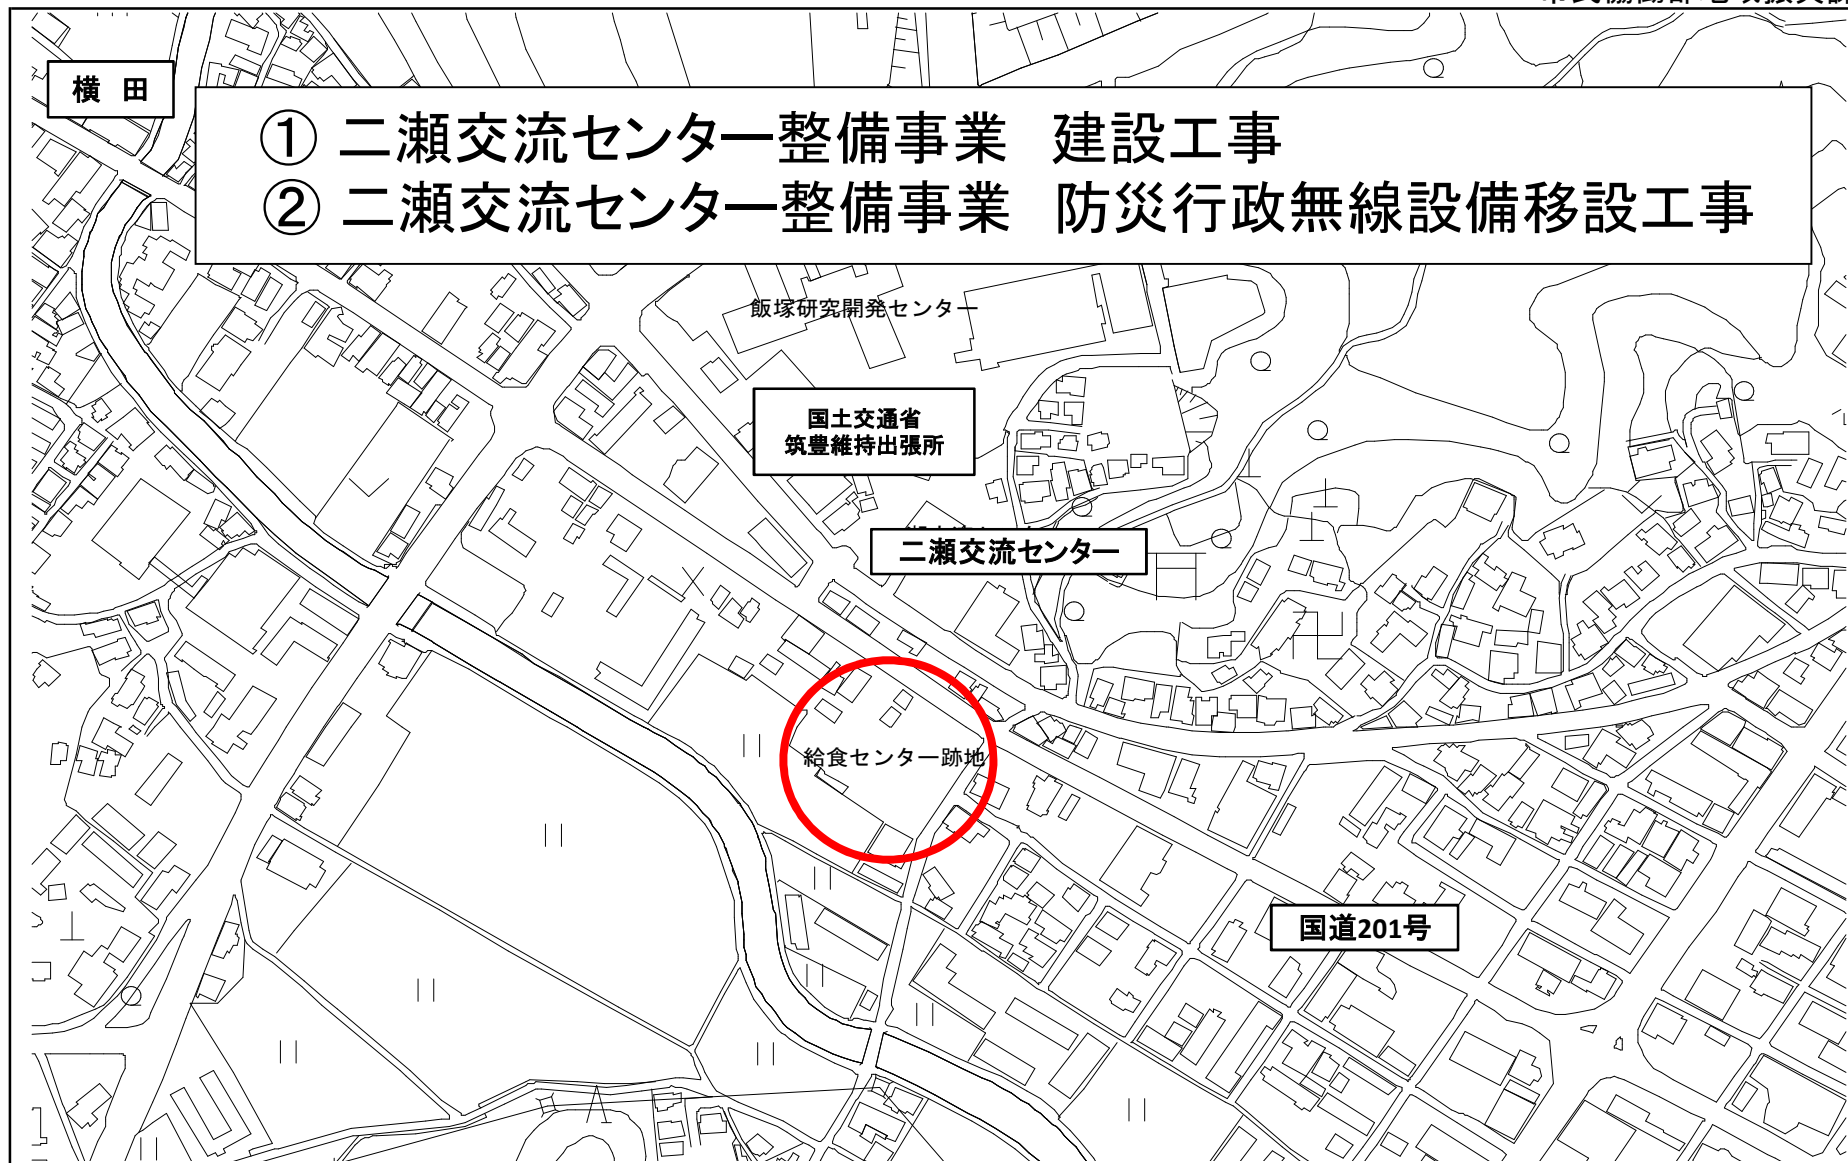 横 田
① 二瀬交流センター整備事業 建設工事
② 二瀬交流センター整備事業 防災行政無線設備移設工事
飯塚研究開発センター
国土交通省
筑豊維持出張所
二瀬交流センター
給食センター跡地
国道201号